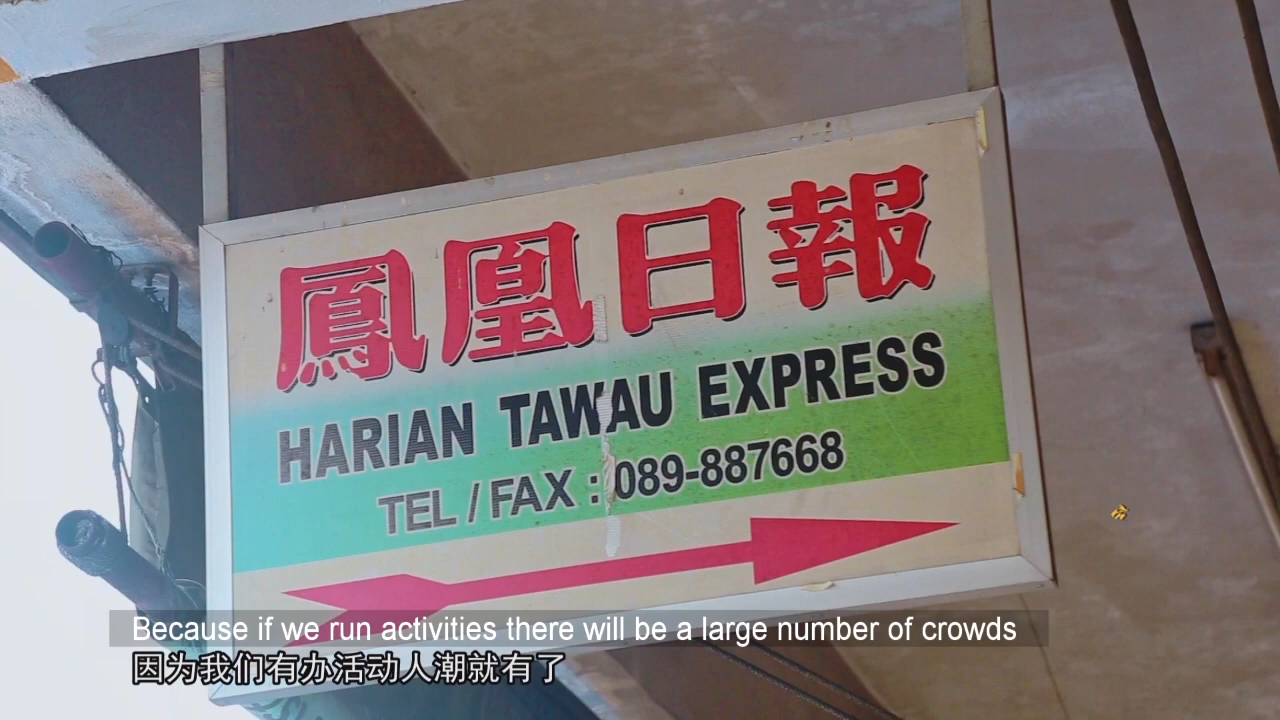 鳳凰日報
HARIAN TAWAU EXPRESS
TEL / FAX : 089-887668
Because if we run activities there will be a large number of crowds
因为我们有办活动人潮就有了